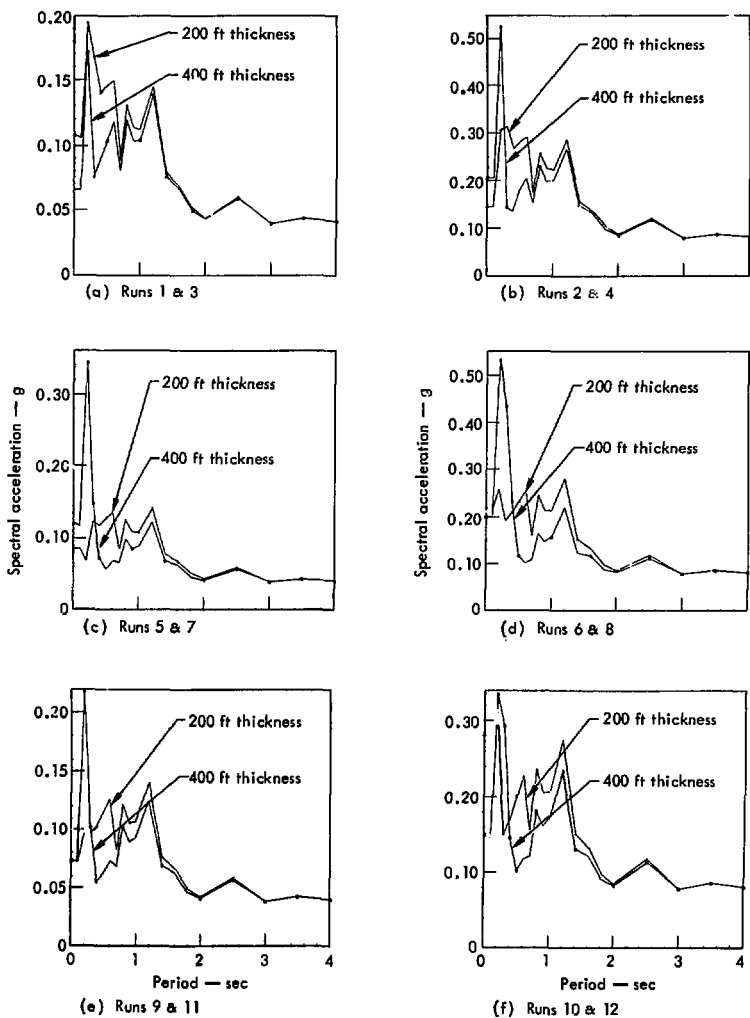 0.20
0.15
0.10
0.05
0
200 ft thickness
400 ft thickness
(a) Runs 1 & 3
0.50
0.40
0.30
0.20
0.10
0
200 ft thickness
400 ft thickness
(b) Runs 2 & 4
Spectral acceleration — g
0.30
0.20
0.10
0
200 ft thickness
400 ft thickness
(c) Runs 5 & 7
Spectral acceleration — g
0.50
0.40
0.30
0.20
0.10
0
200 ft thickness
400 ft thickness
(d) Runs 6 & 8
0.20
0.15
0.10
0.05
0
200 ft thickness
400 ft thickness
0 1 2 3 4
Period — sec
(e) Runs 9 & 11
0.30
0.20
0.10
0
200 ft thickness
400 ft thickness
0 1 2 3 4
Period — sec
(f) Runs 10 & 12